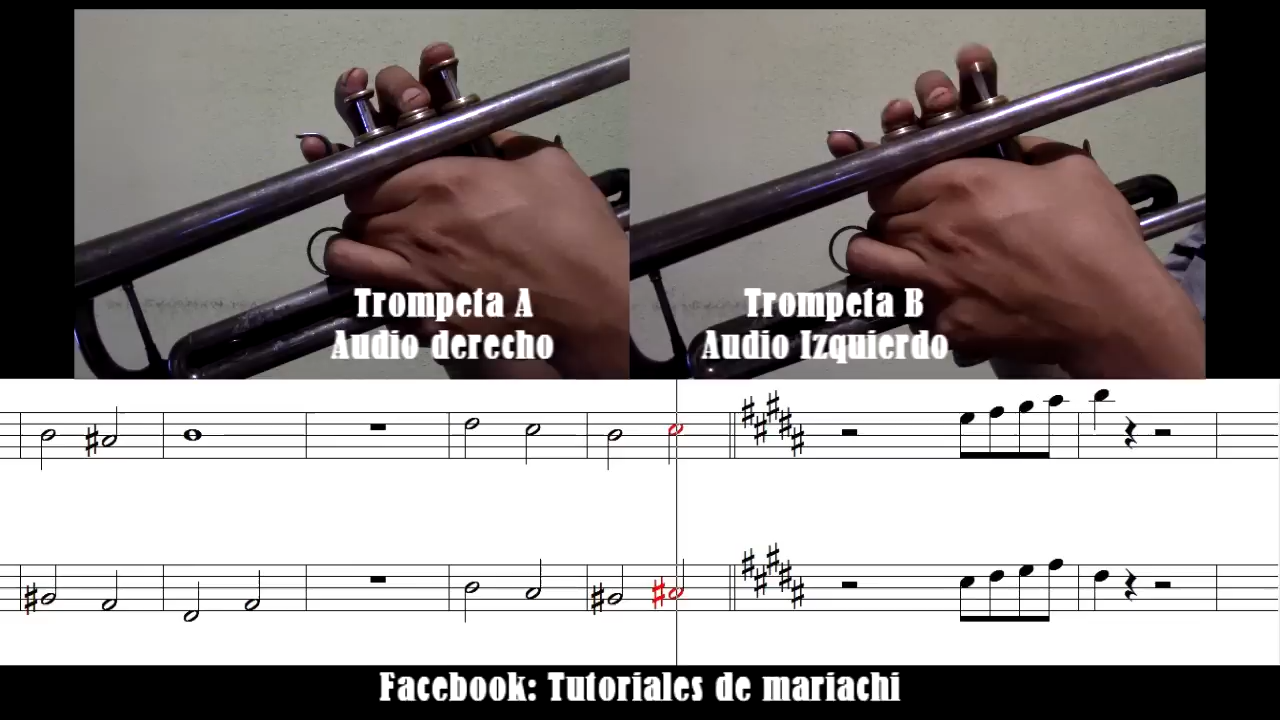 Trompeta A
Audio derecho
Trompeta B
Audio Izquierdo
Facebook: Tutoriales de mariachi